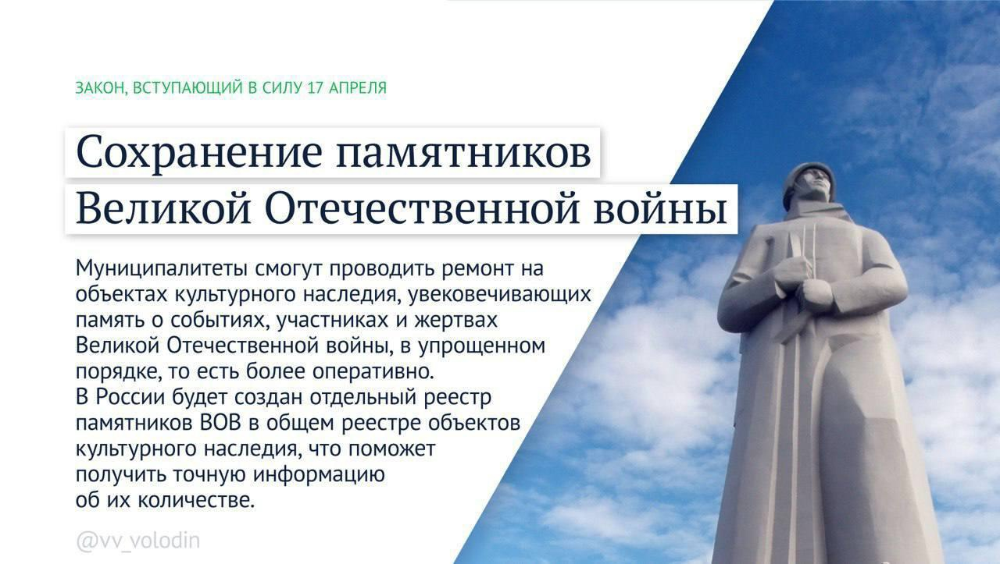 ЗАКОН, ВСТУПАЮЩИЙ В СИЛУ 17 АПРЕЛЯ
Сохранение памятников
Великой Отечественной войны
Муниципалитеты смогут проводить ремонт на
объектах культурного наследия, увековечивающих
память о событиях, участниках и жертвах
Великой Отечественной войны, в упрощенном
порядке, то есть более оперативно.
В России будет создан отдельный реестр
памятников ВОВ в общем реестре объектов
культурного наследия, что поможет
получить точную информацию
об их количестве.
@vv_volodin